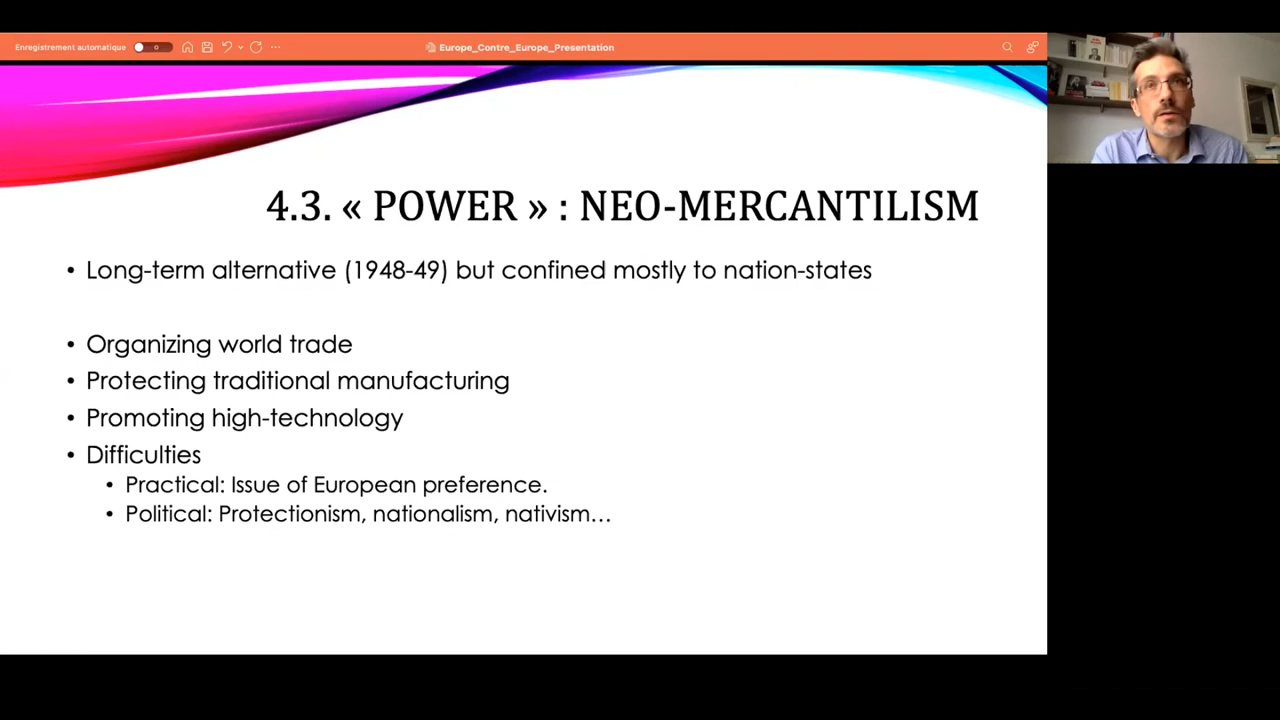 Enregistrement automatique
Europe_Contre_Europe_Presentation
4.3. « POWER » : NEO-MERCANTILISM
• Long-term alternative (1948-49) but confined mostly to nation-states
• Organizing world trade
• Protecting traditional manufacturing
• Promoting high-technology
• Difficulties
• Practical: Issue of European preference.
• Political: Protectionism, nationalism, nativism…